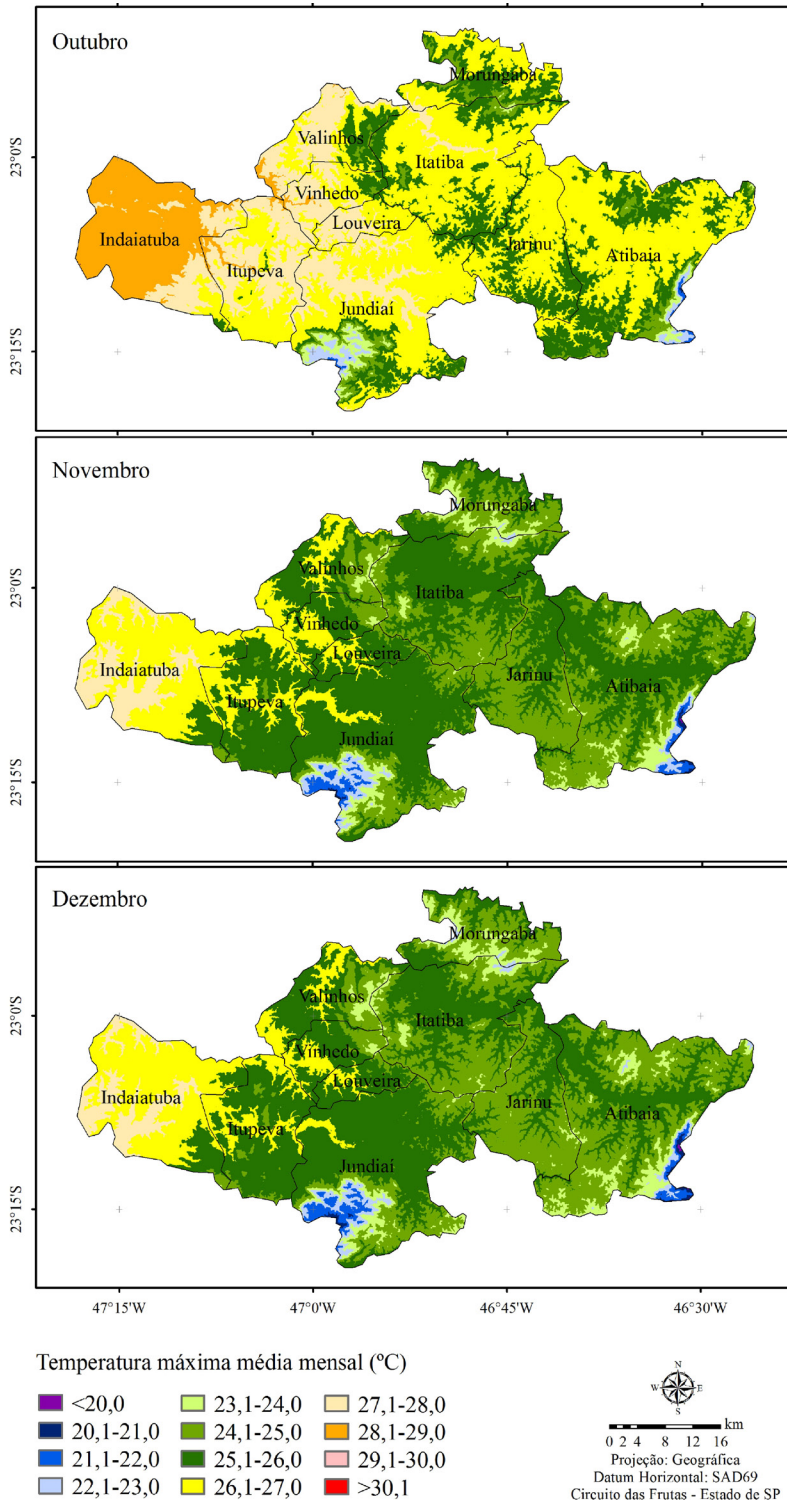 Outubro
Morungaba
23°0'S
Valinhos
Itatiba
Vinhedo
Indaiatuba
Louveira
Jarinu
Atibaia
Itupeva
Jundiaí
23°15'S
Novembro
Morungaba
23°0'S
Valinhos
Itatiba
Vinhedo
Louveira
Indaiatuba
Jarinu
Atibaia
Itupeva
Jundiaí
23°15'S
Dezembro
Morungaba
23°0'S
Valinhos
Itatiba
Vinhedo
Louveira
Indaiatuba
Jarinu
Atibaia
Itupeva
Jundiaí
23°15'S
47°15'W 47°0'W 46°45'W 46°30'W
Temperatura máxima média mensal (ºC)
<20,0 23,1-24,0 27,1-28,0
20,1-21,0 24,1-25,0 28,1-29,0
21,1-22,0 25,1-26,0 29,1-30,0
22,1-23,0 26,1-27,0 >30,1
N
W E
S
km
0 2 4 8 12 16
Projeção: Geográfica
Datum Horizontal: SAD69
Circuito das Frutas - Estado de SP